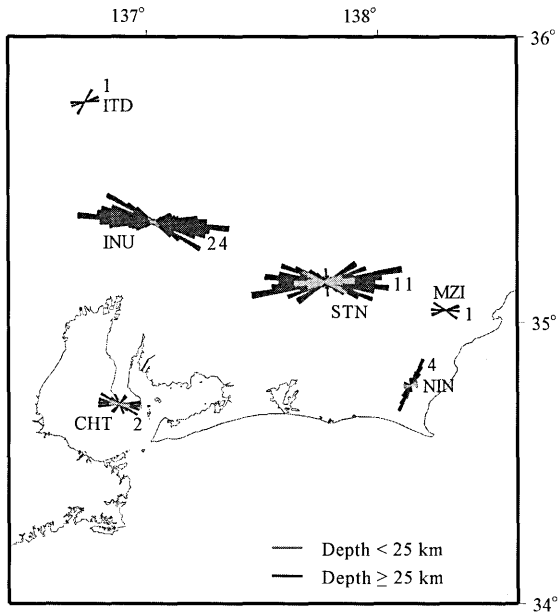 137° 138°
36°
1
ITD
INU
24
11
STN
MZI
1
35°
4
NIN
CHT
2
Depth < 25 km
Depth ≥ 25 km
34°